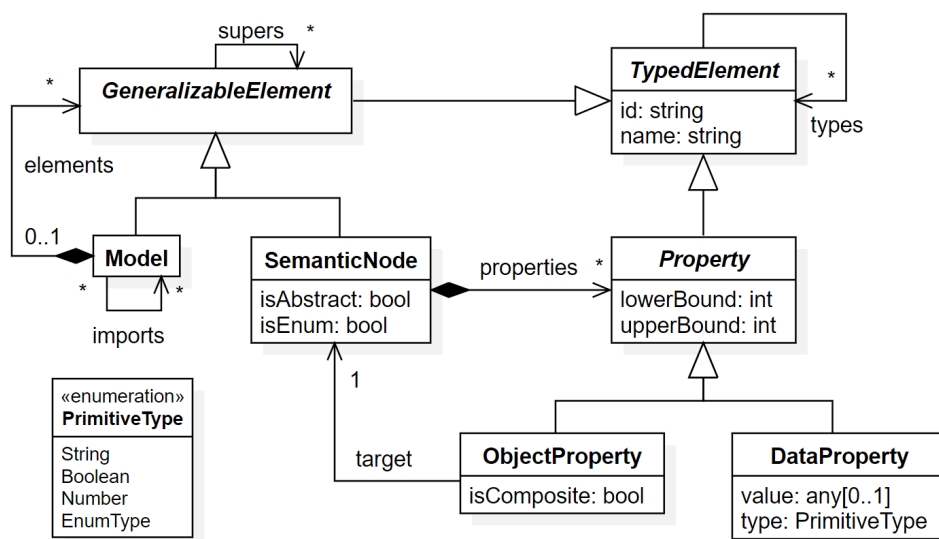 supers
*
GeneralizableElement
*
elements
0..1
Model
*
*
imports
TypedElement
id: string
name: string
*
types
SemanticNode
isAbstract: bool
isEnum: bool
properties
*
Property
lowerBound: int
upperBound: int
«enumeration»
PrimitiveType
String
Boolean
Number
EnumType
1
target
ObjectProperty
isComposite: bool
DataProperty
value: any[0..1]
type: PrimitiveType